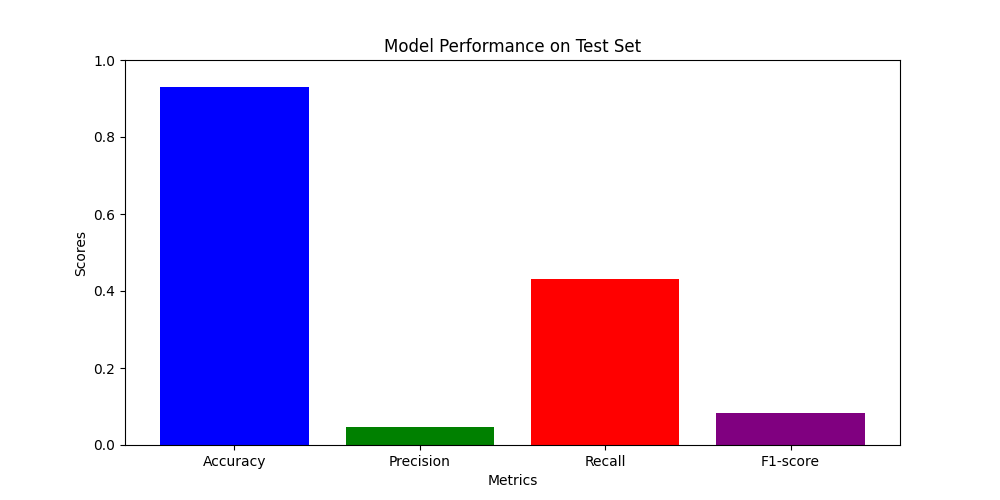 Model Performance on Test Set
1.0
0.8
0.6
0.4
0.2
0.0
Scores
Accuracy
Precision
Recall
F1-score
Metrics